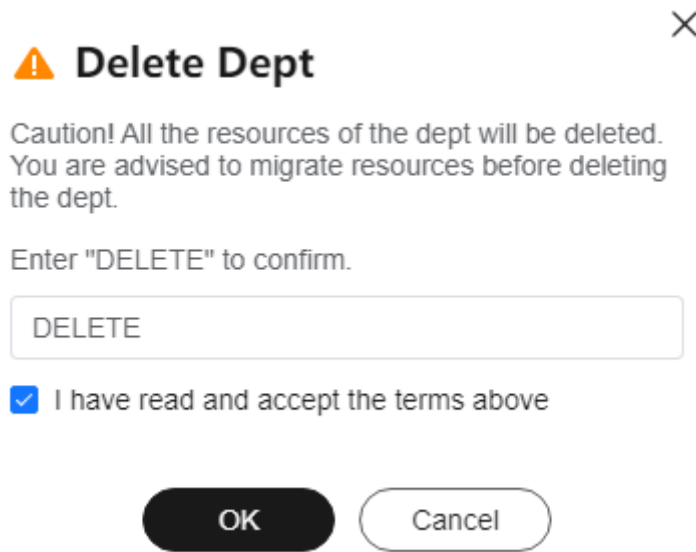 Delete Dept
Caution! All the resources of the dept will be deleted.
You are advised to migrate resources before deleting
the dept.
Enter "DELETE" to confirm.
DELETE
I have read and accept the terms above
OK
Cancel